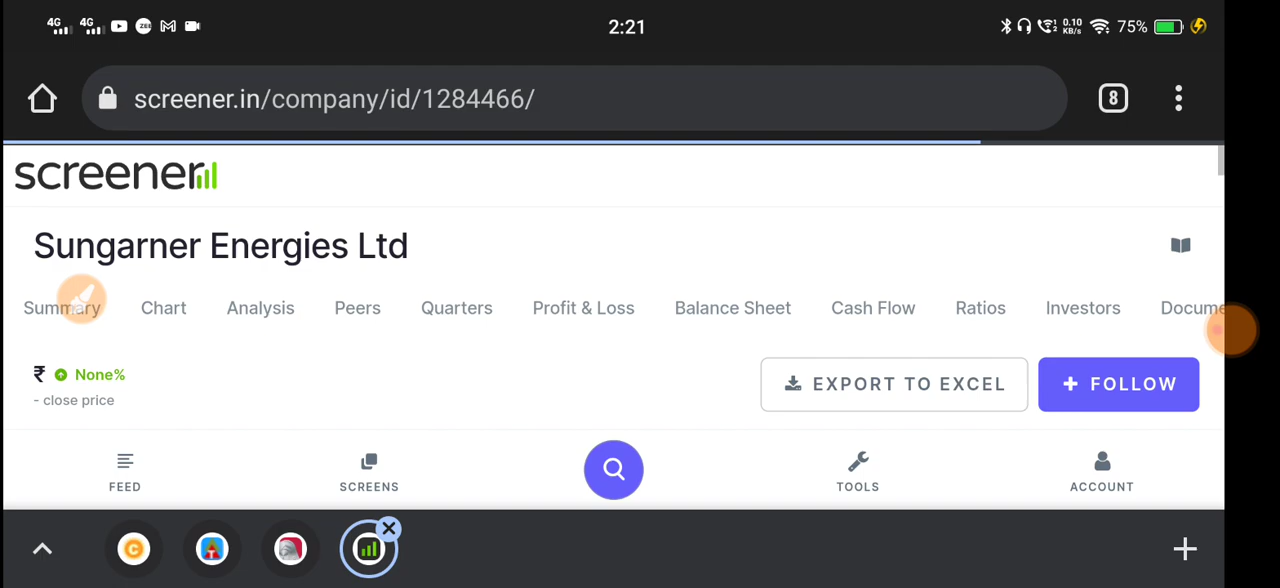 4G 4G ZEE 2:21 0.10 KB/s 75%
screener.in/company/id/1284466/ 8
screener
Sungarner Energies Ltd
Summary Chart Analysis Peers Quarters Profit & Loss Balance Sheet Cash Flow Ratios Investors Docume
₹ None% EXPORT TO EXCEL + FOLLOW
- close price
FEED SCREENS TOOLS ACCOUNT